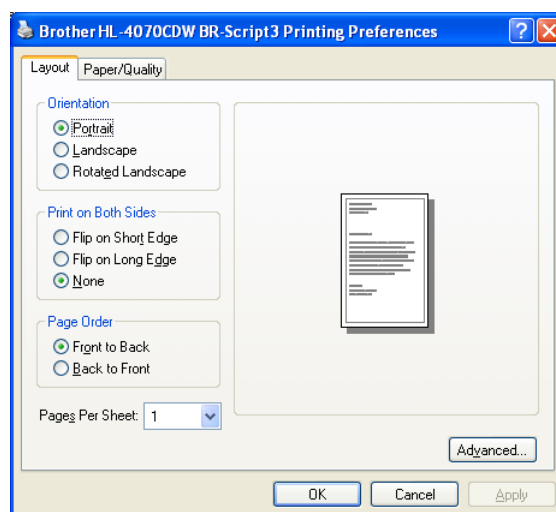 Brother HL-4070CDW BR-Script3 Printing Preferences
Layout Paper/Quality
Orientation
Portrait
Landscape
Rotated Landscape
Print on Both Sides
Flip on Short Edge
Flip on Long Edge
None
Page Order
Front to Back
Back to Front
Pages Per Sheet: 1
Advanced...
OK Cancel Apply